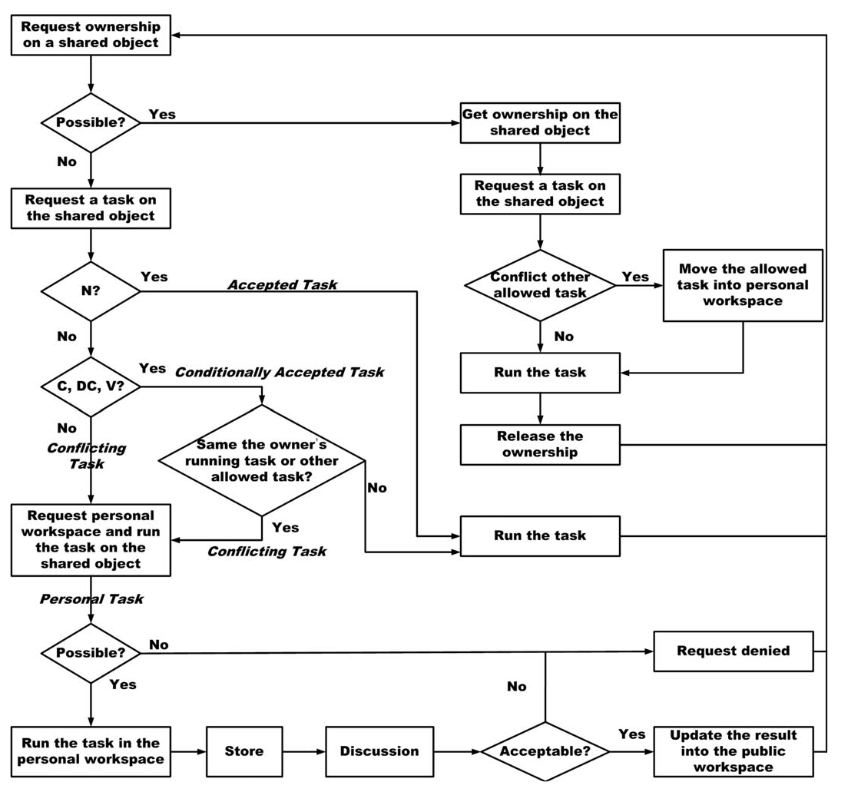 Request ownership
on a shared object
Possible?
Yes
No
Get ownership on the
shared object
Request a task on
the shared object
Request a task on
the shared object
N?
Yes
Accepted Task
No
Conflict other
allowed task
Yes
Move the allowed
task into personal
workspace
No
Run the task
C, DC, V?
Yes
Conditionally Accepted Task
No
Conflicting
Task
Same the owner's
running task or other
allowed task?
No
Yes
Conflicting Task
Release the
ownership
Request personal
workspace and run
the task on the
shared object
Run the task
Personal Task
Possible?
No
Yes
Request denied
No
Run the task in the
personal workspace
Store
Discussion
Acceptable?
Yes
Update the result
into the public
workspace